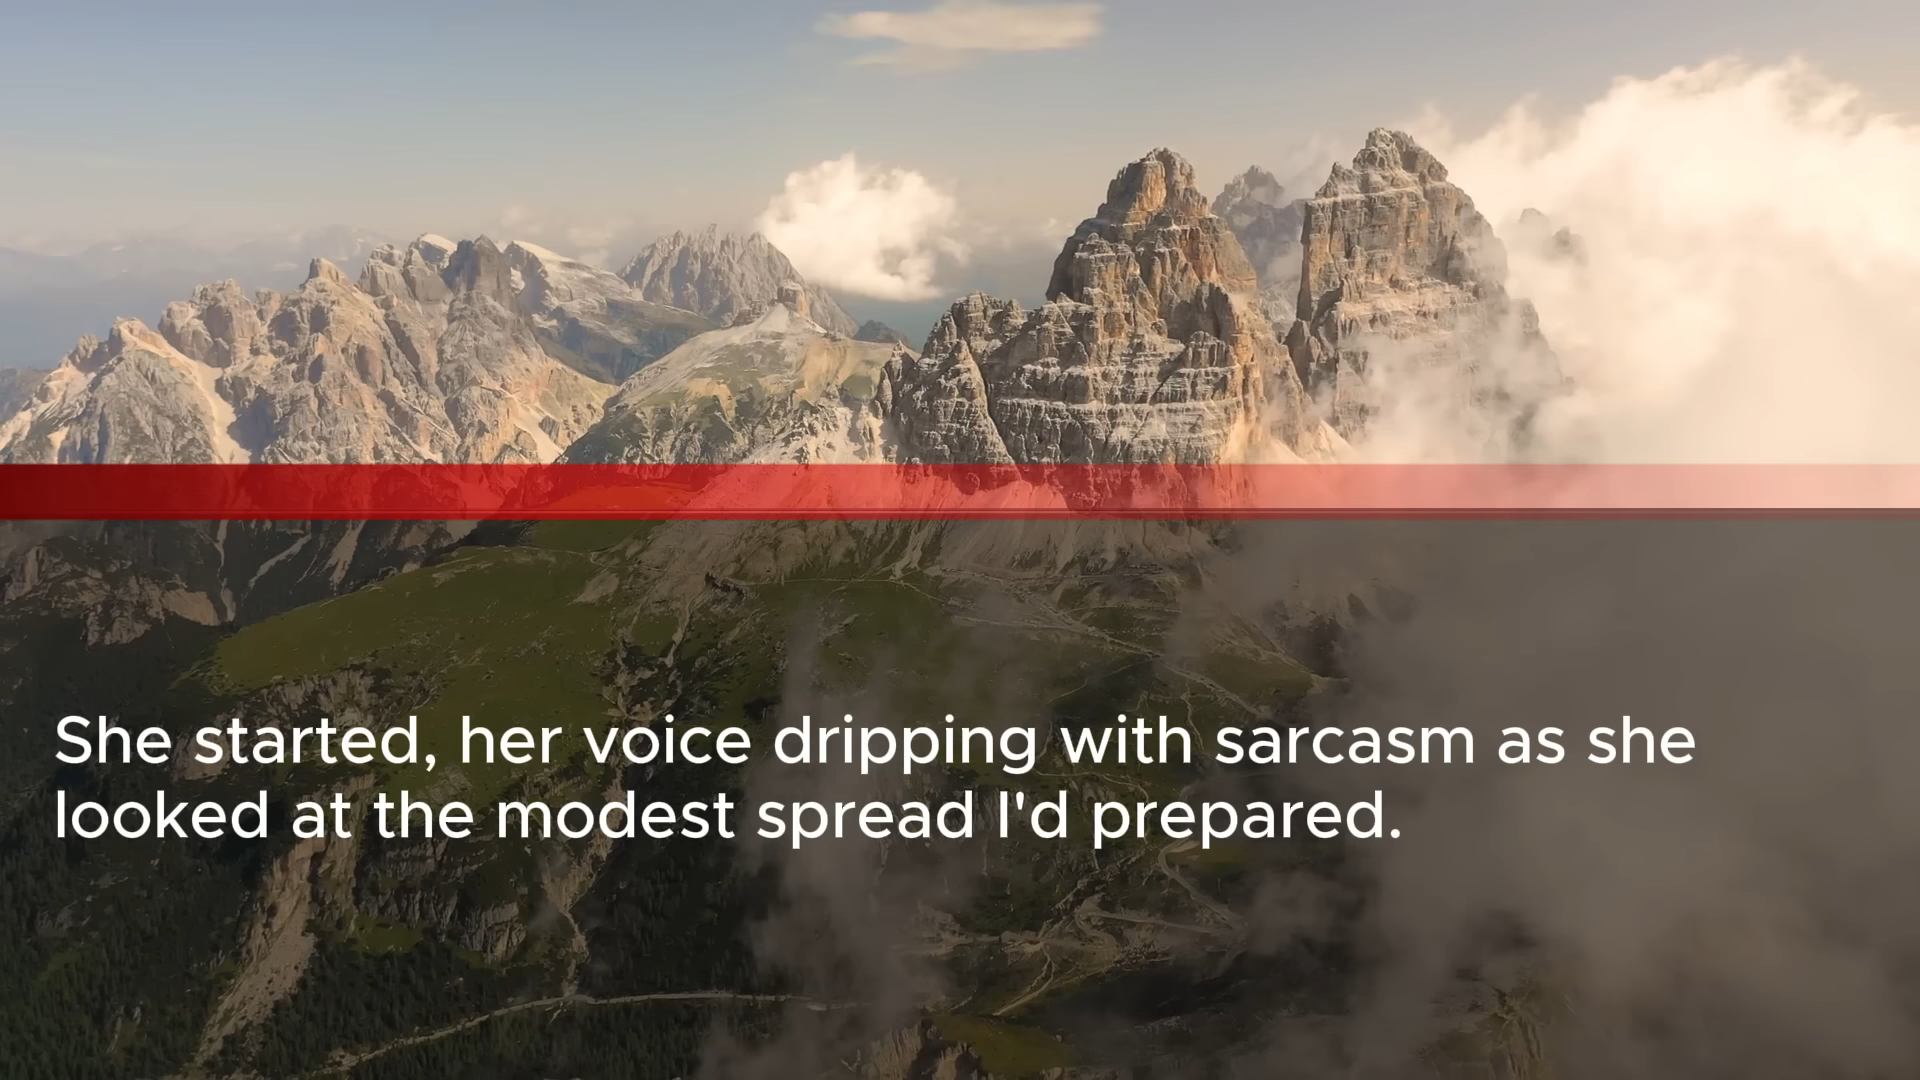 She started, her voice dripping with sarcasm as she
looked at the modest spread I'd prepared.